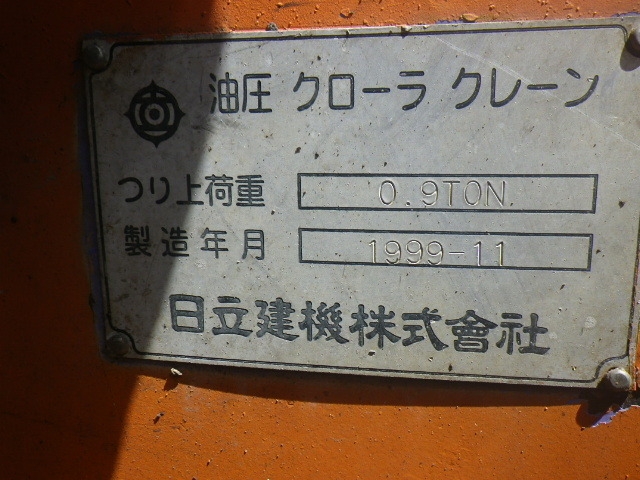 油圧 クローラ クレーン
つり上荷重 0.9TON
製造年月 1999-11
日立建機株式會社